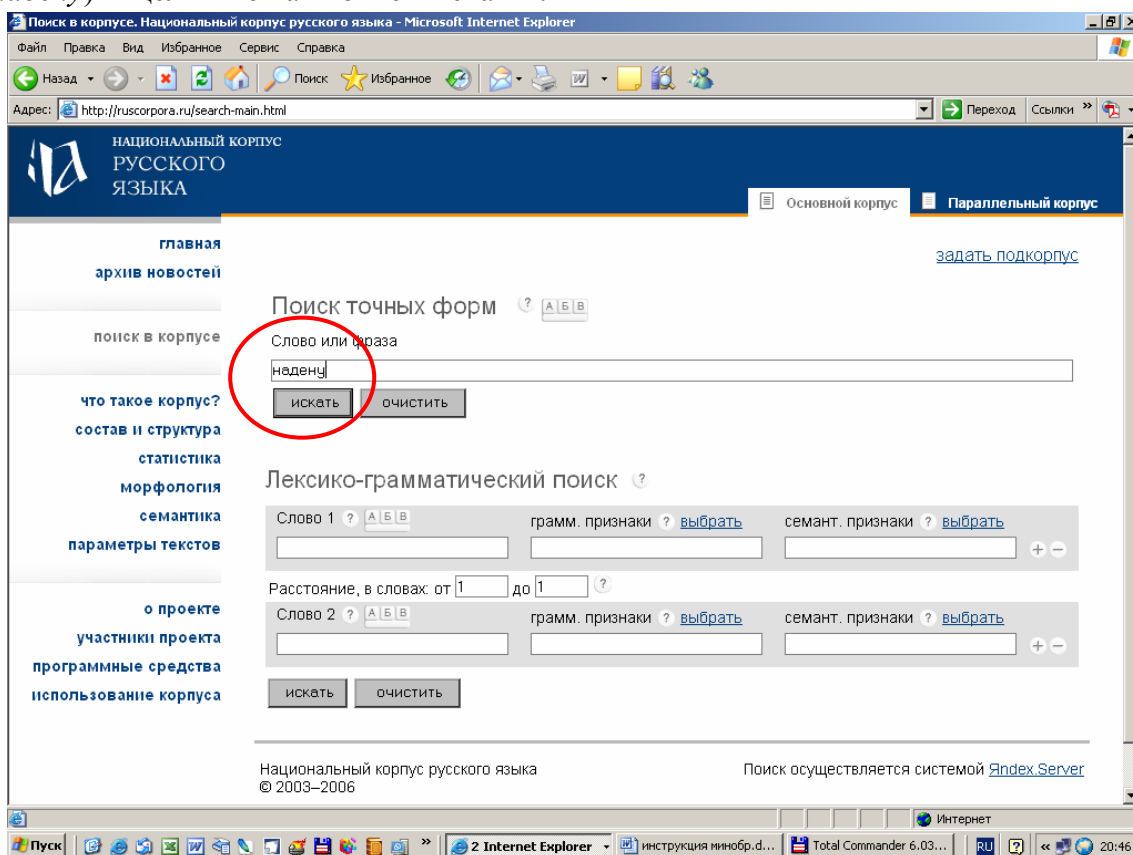 Поиск в корпусе. Национальный корпус русского языка - Microsoft Internet Explorer
Файл Правка Вид Избранное Сервис Справка
Назад Поиск Избранное
Адрес: http://ruscorpora.ru/search-main.html Переход Ссылки »
НАЦИОНАЛЬНЫЙ КОРПУС
РУССКОГО
ЯЗЫКА
Основной корпус Параллельный корпус
главная
архив новостей
поиск в корпусе
что такое корпус?
состав и структура
статистика
морфология
семантика
параметры текстов
о проекте
участники проекта
программные средства
использование корпуса
задать подкорпус
Поиск точных форм ? А Б В
Слово или фраза
надену
искать очистить
Лексико-грамматический поиск ?
Слово 1 ? А Б В грамм. признаки ? выбрать семант. признаки ? выбрать
+ −
Расстояние, в словах: от 1 до 1 ?
Слово 2 ? А Б В грамм. признаки ? выбрать семант. признаки ? выбрать
+ −
искать очистить
Национальный корпус русского языка Поиск осуществляется системой Яndex.Server
© 2003–2006
Интернет
Пуск » 2 Internet Explorer инструкция минобр.d... Total Commander 6.03... RU ? « 20:46